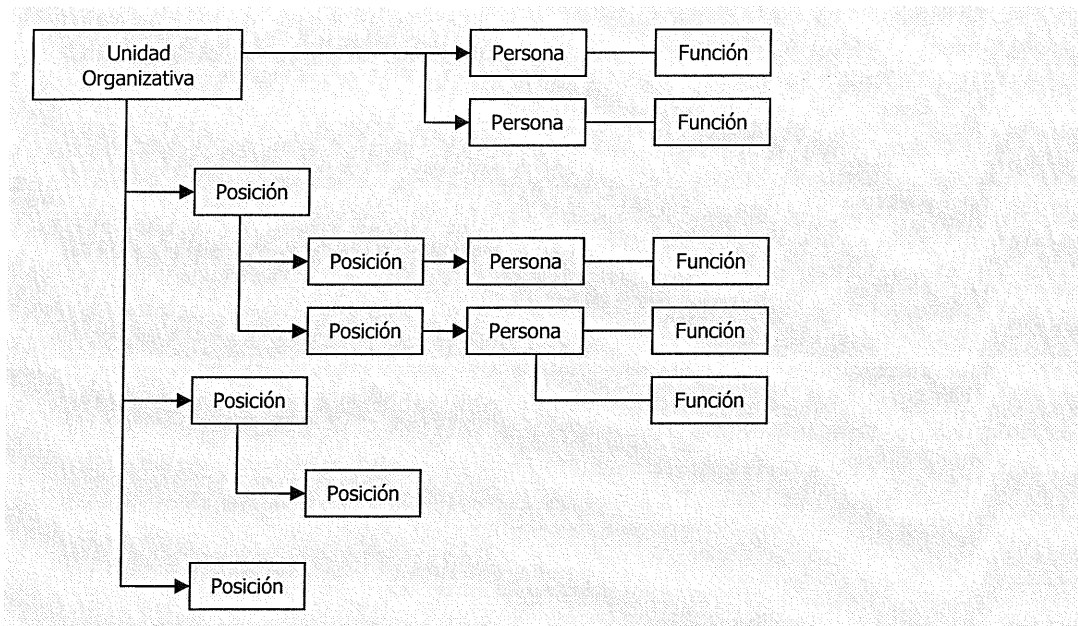 Unidad
Organizativa
Persona
Función
Persona
Función
Posición
Posición
Persona
Función
Posición
Persona
Función
Posición
Función
Posición
Posición